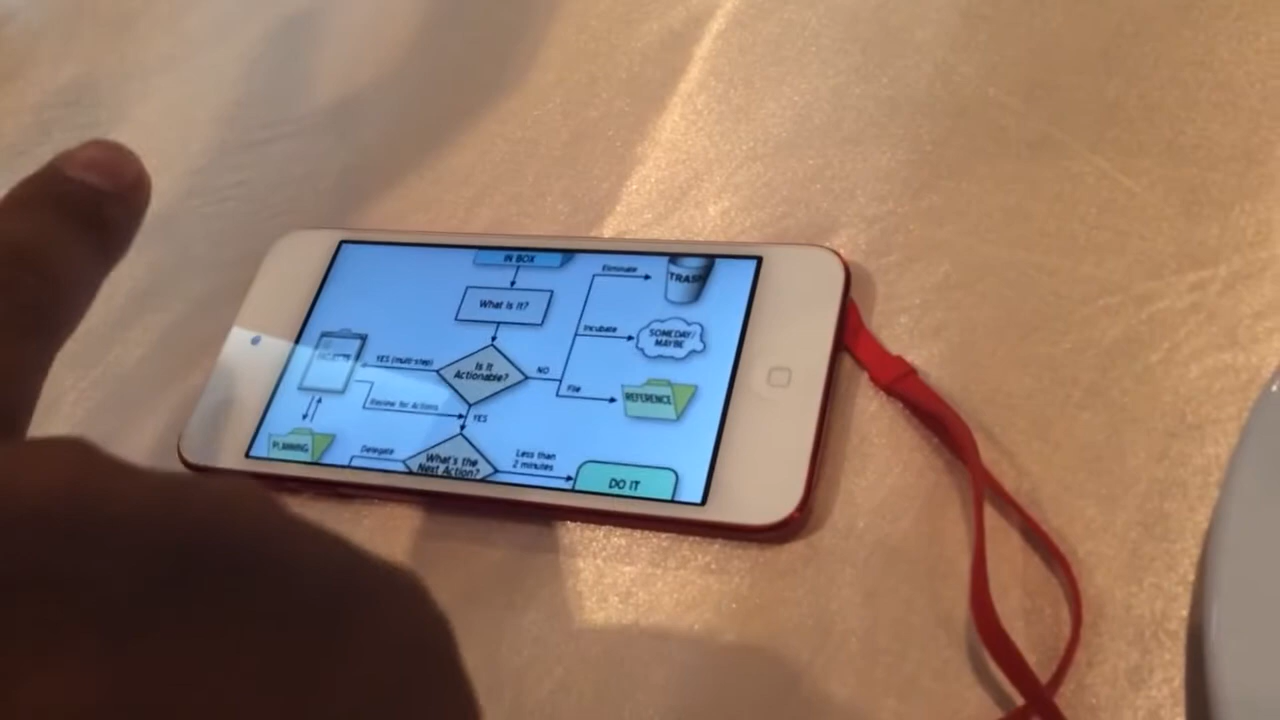 IN BOX
What Is It?
Eliminate
TRASH
Incubate
SOMEDAY/
MAYBE
YES (multi-step)
Is It
Actionable?
NO
File
REFERENCE
Review for Actions
YES
PLANNING
Delegate
What's the
Next Action?
Less than
2 minutes
DO IT